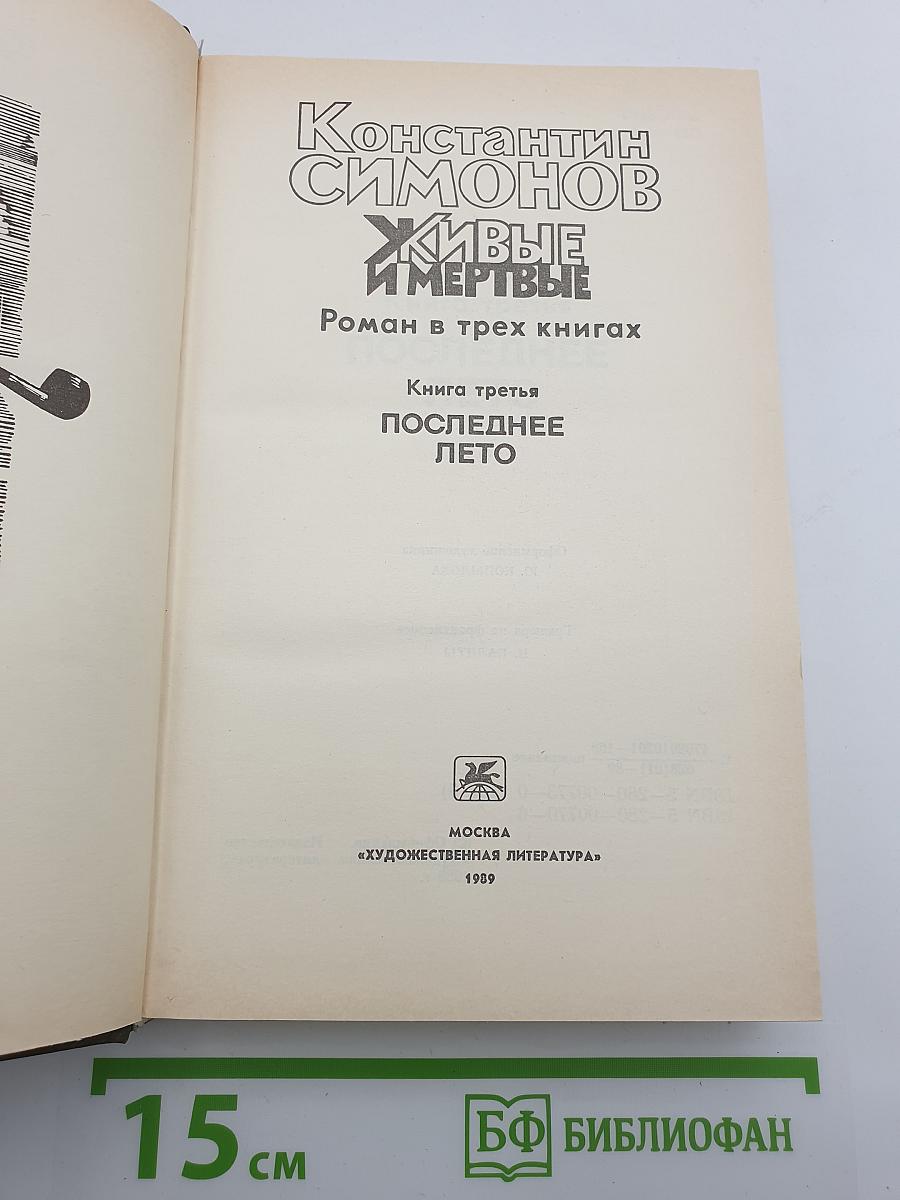 Константин
СИМОНОВ
ЖИВЫЕ
И МЕРТВЫЕ
Роман в трех книгах
Книга третья
ПОСЛЕДНЕЕ
ЛЕТО
МОСКВА
«ХУДОЖЕСТВЕННАЯ ЛИТЕРАТУРА»
1989
15 см
БФ БИБЛИОФАН